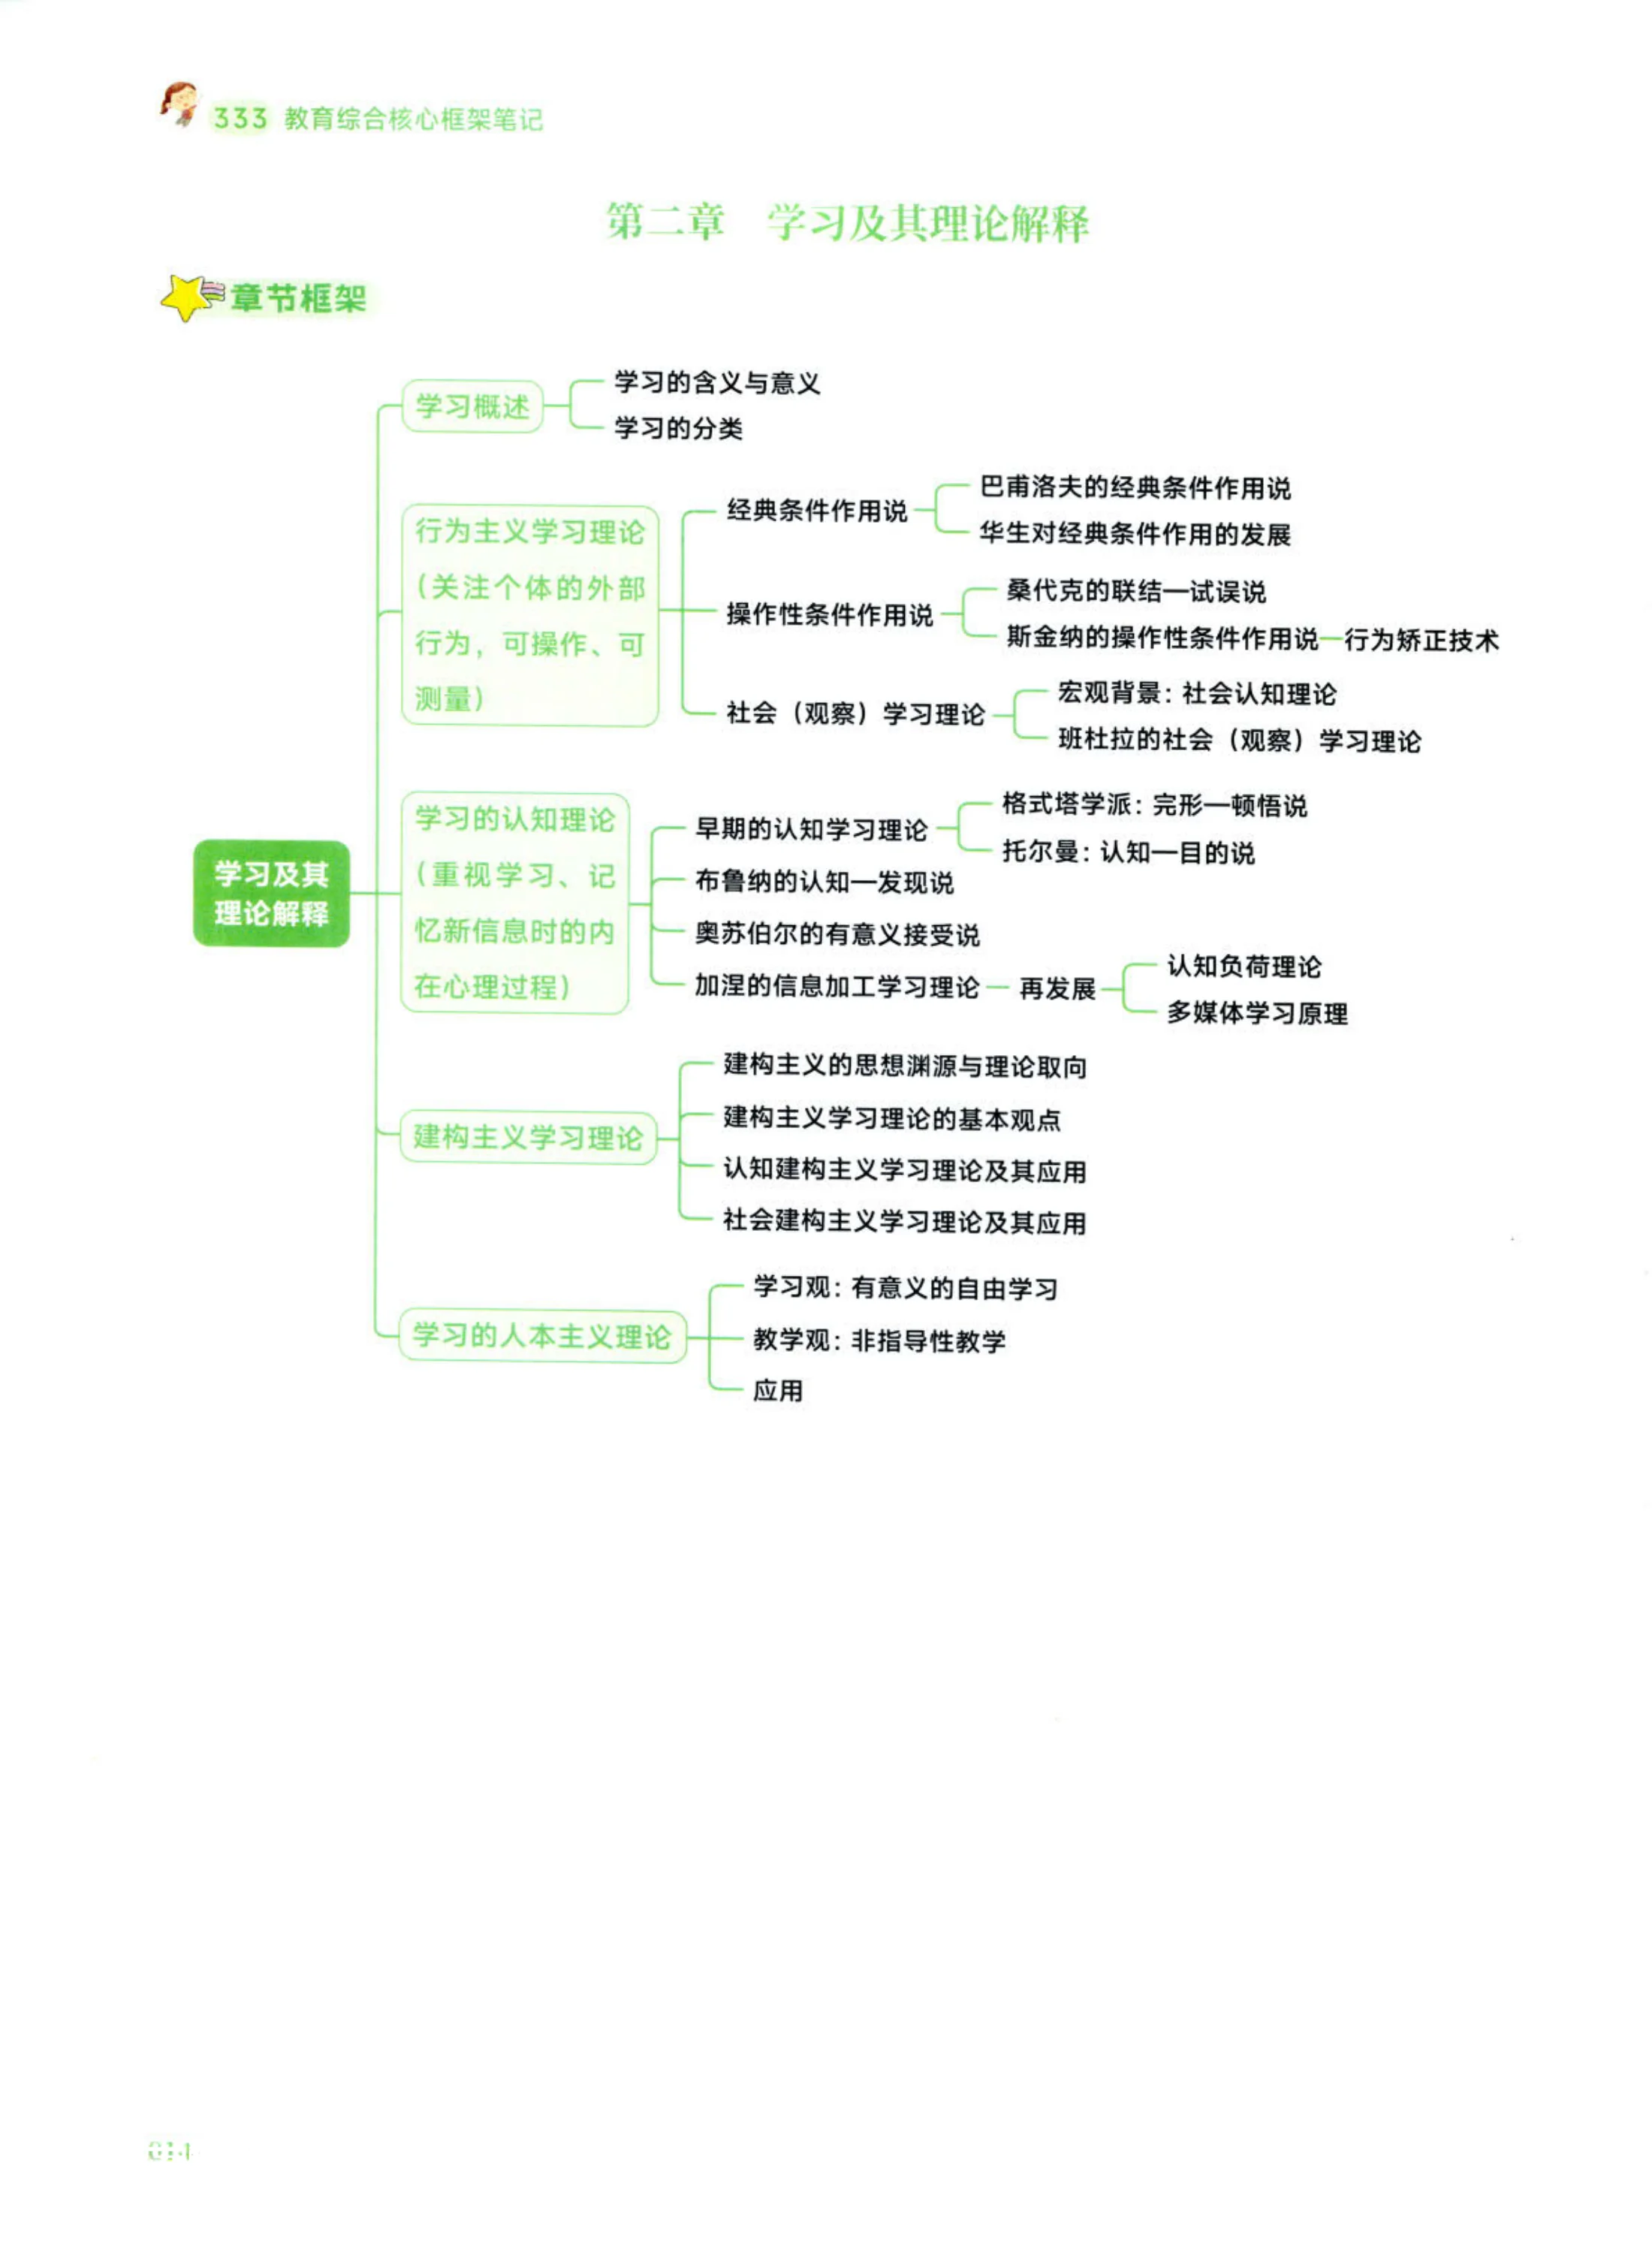 333 教育综合核心框架笔记
第二章 学习及其理论解释
章节框架
学习及其
理论解释
学习概述
学习的含义与意义
学习的分类
行为主义学习理论
（关注个体的外部
行为，可操作、可
测量）
经典条件作用说
巴甫洛夫的经典条件作用说
华生对经典条件作用的发展
操作性条件作用说
桑代克的联结—试误说
斯金纳的操作性条件作用说—行为矫正技术
社会（观察）学习理论
宏观背景：社会认知理论
班杜拉的社会（观察）学习理论
学习的认知理论
（重视学习、记
忆新信息时的内
在心理过程）
早期的认知学习理论
格式塔学派：完形—顿悟说
托尔曼：认知—目的说
布鲁纳的认知—发现说
奥苏伯尔的有意义接受说
加涅的信息加工学习理论
再发展
认知负荷理论
多媒体学习原理
建构主义学习理论
建构主义的思想渊源与理论取向
建构主义学习理论的基本观点
认知建构主义学习理论及其应用
社会建构主义学习理论及其应用
学习的人本主义理论
学习观：有意义的自由学习
教学观：非指导性教学
应用